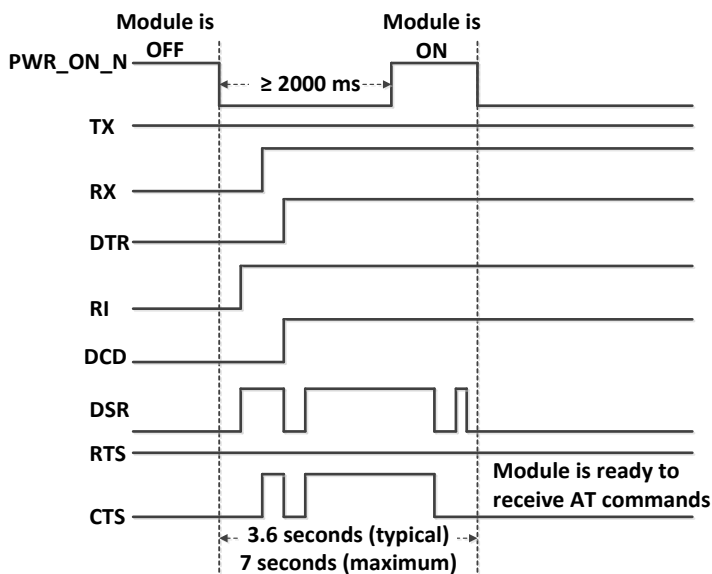 Module is
OFF
Module is
ON
PWR_ON_N
≥ 2000 ms
TX
RX
DTR
RI
DCD
DSR
RTS
CTS
Module is ready to
receive AT commands
3.6 seconds (typical)
7 seconds (maximum)